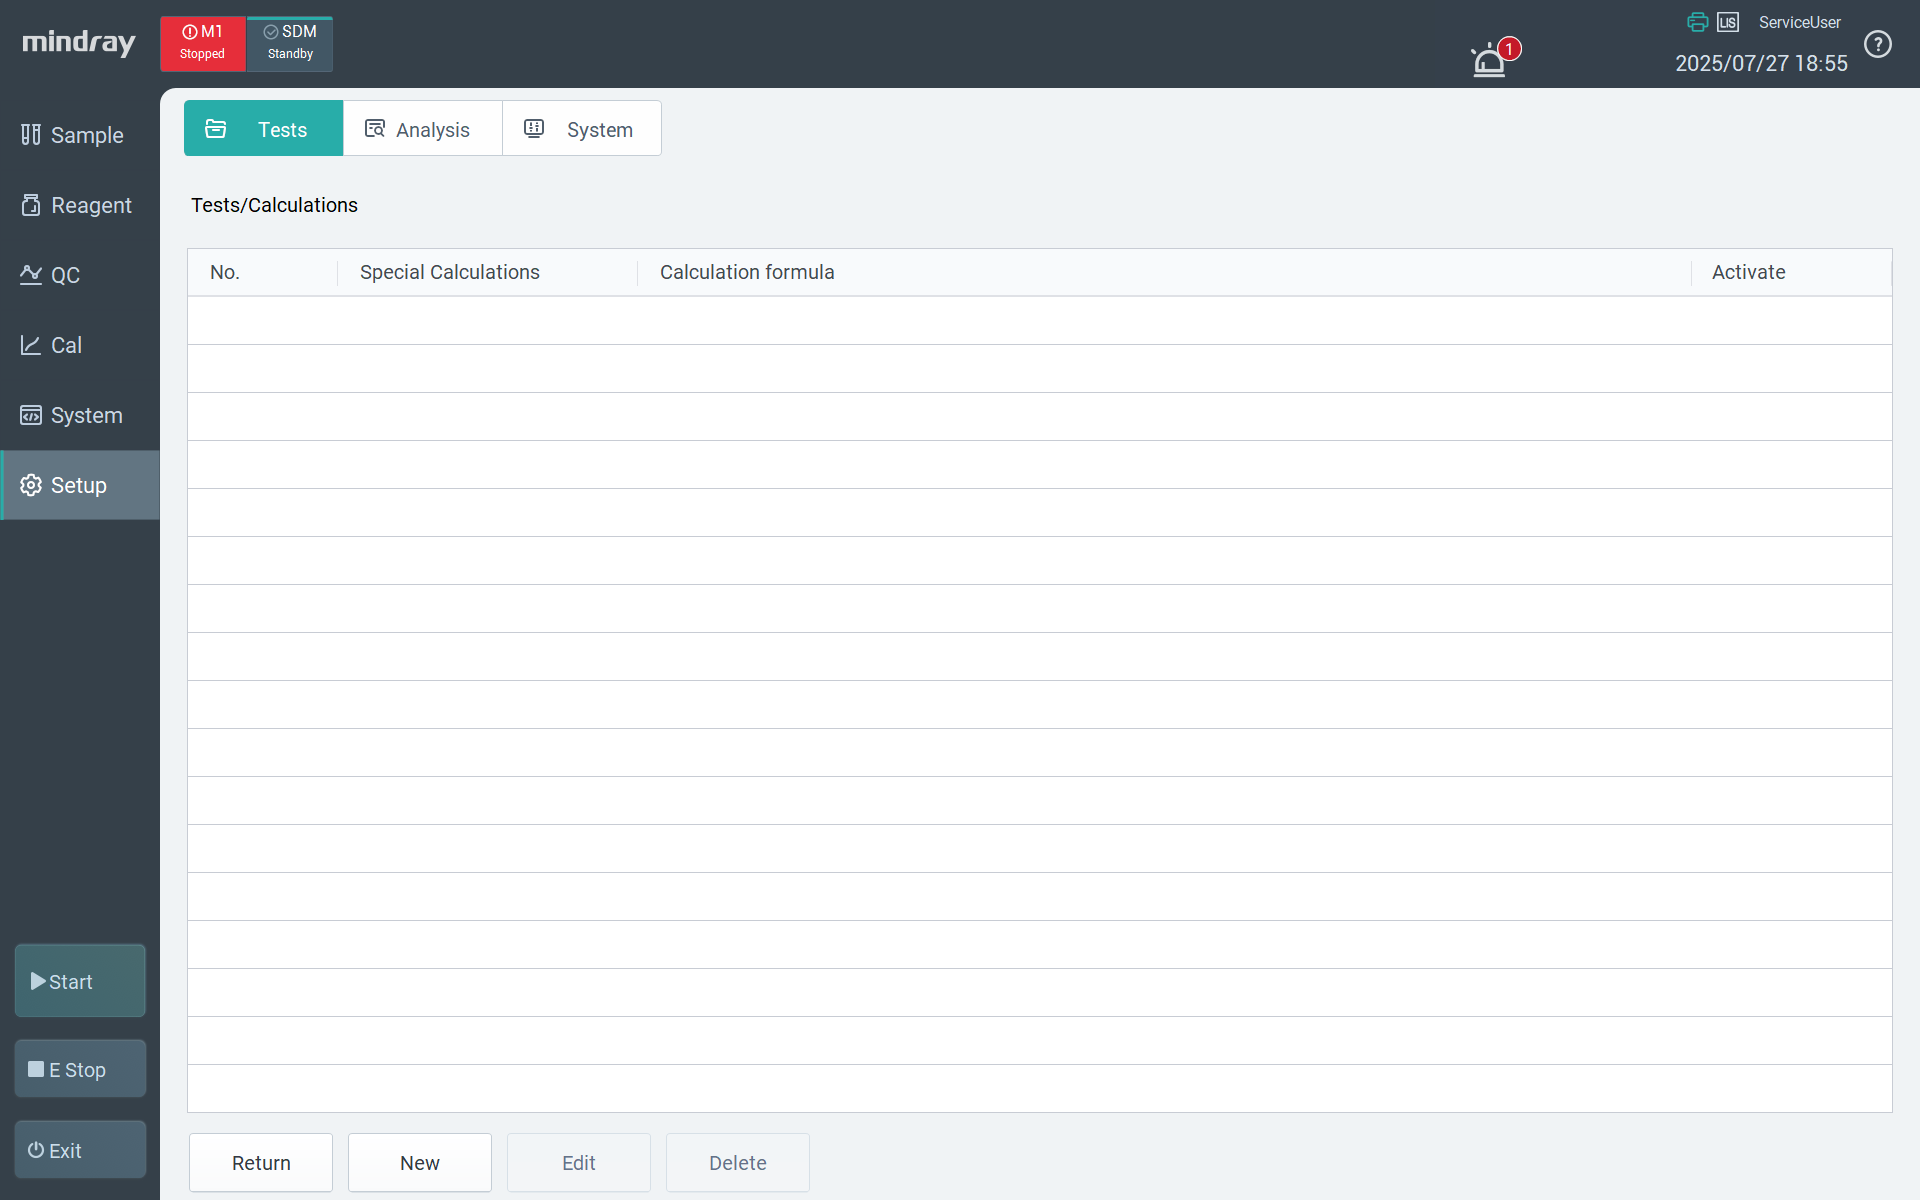 mindray
M1
Stopped
SDM
Standby
1
LIS
ServiceUser
2025/07/27 18:55
?
Sample
Reagent
QC
Cal
System
Setup
Start
E Stop
Exit
Tests
Analysis
System
Tests/Calculations
No.
Special Calculations
Calculation formula
Activate
Return
New
Edit
Delete